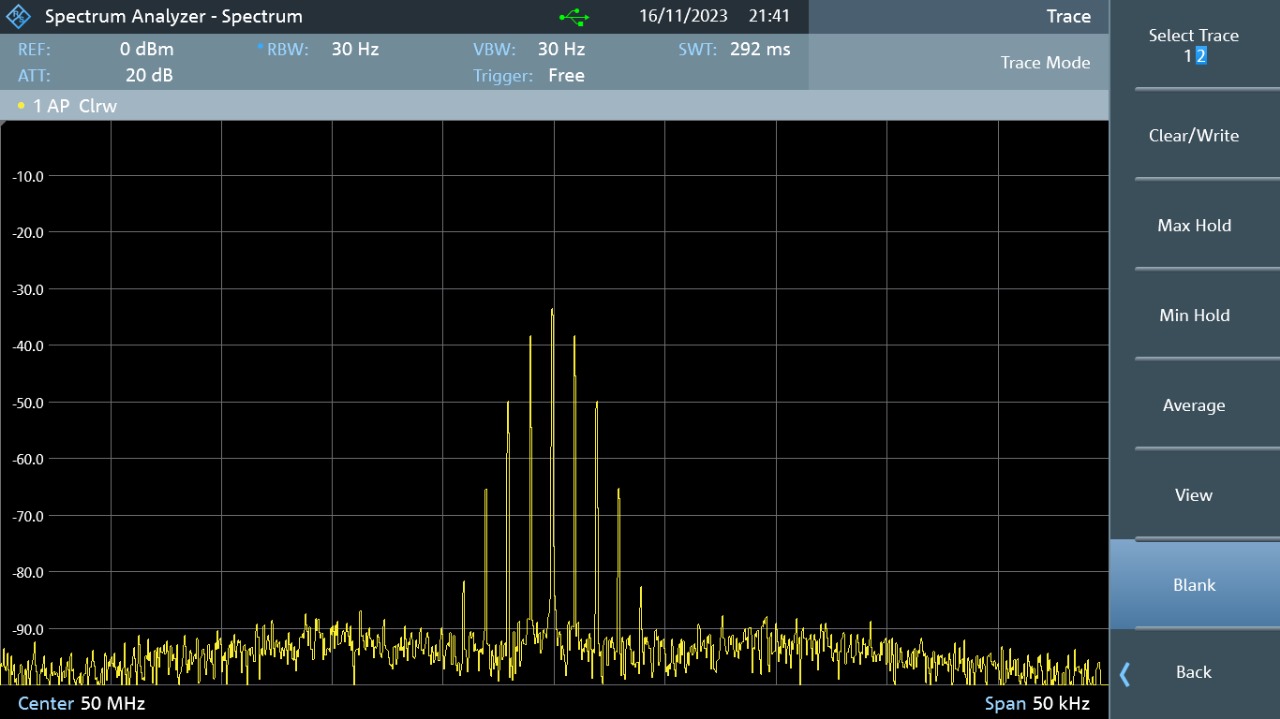 Spectrum Analyzer - Spectrum 16/11/2023 21:41 Trace
REF: 0 dBm RBW: 30 Hz VBW: 30 Hz SWT: 292 ms
ATT: 20 dB Trigger: Free
Trace Mode
1 AP Clrw
-10.0
-20.0
-30.0
-40.0
-50.0
-60.0
-70.0
-80.0
-90.0
Center 50 MHz Span 50 kHz
Select Trace
1 2
Clear/Write
Max Hold
Min Hold
Average
View
Blank
Back